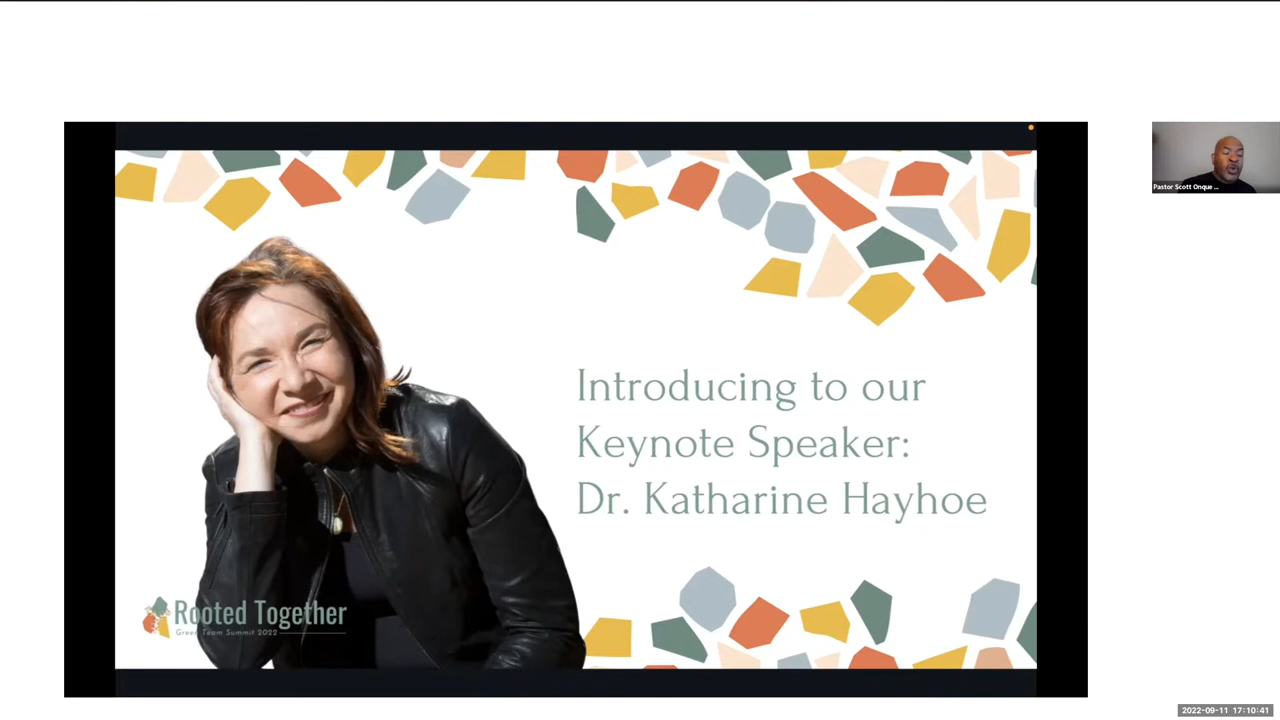 Introducing to our
Keynote Speaker:
Dr. Katharine Hayhoe
Rooted Together
Green Team Summit 2022
Pastor Scott Onque ...
2022-09-11 17:10:41